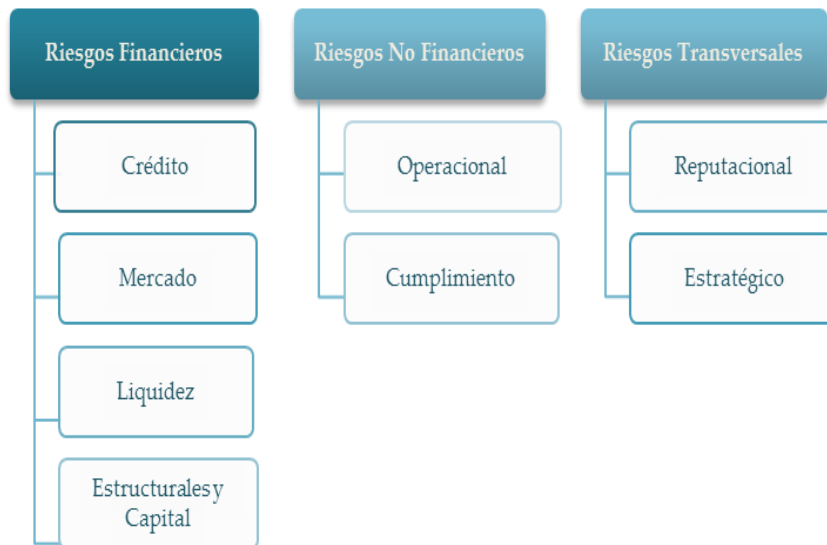 Riesgos Financieros
Crédito
Mercado
Liquidez
Estructurales y
Capital
Riesgos No Financieros
Operacional
Cumplimiento
Riesgos Transversales
Reputacional
Estratégico